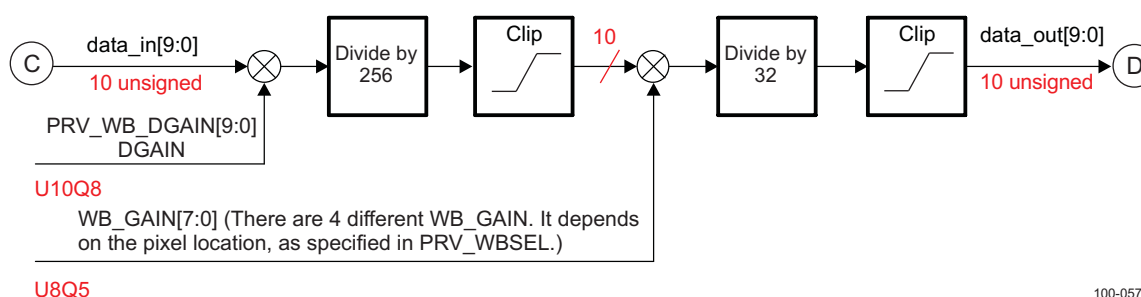 C
data_in[9:0]
10 unsigned
Divide by
256
Clip
10
Divide by
32
Clip
data_out[9:0]
10 unsigned
D
PRV_WB_DGAIN[9:0]
DGAIN
U10Q8
WB_GAIN[7:0] (There are 4 different WB_GAIN. It depends
on the pixel location, as specified in PRV_WBSEL.)
U8Q5
100-057